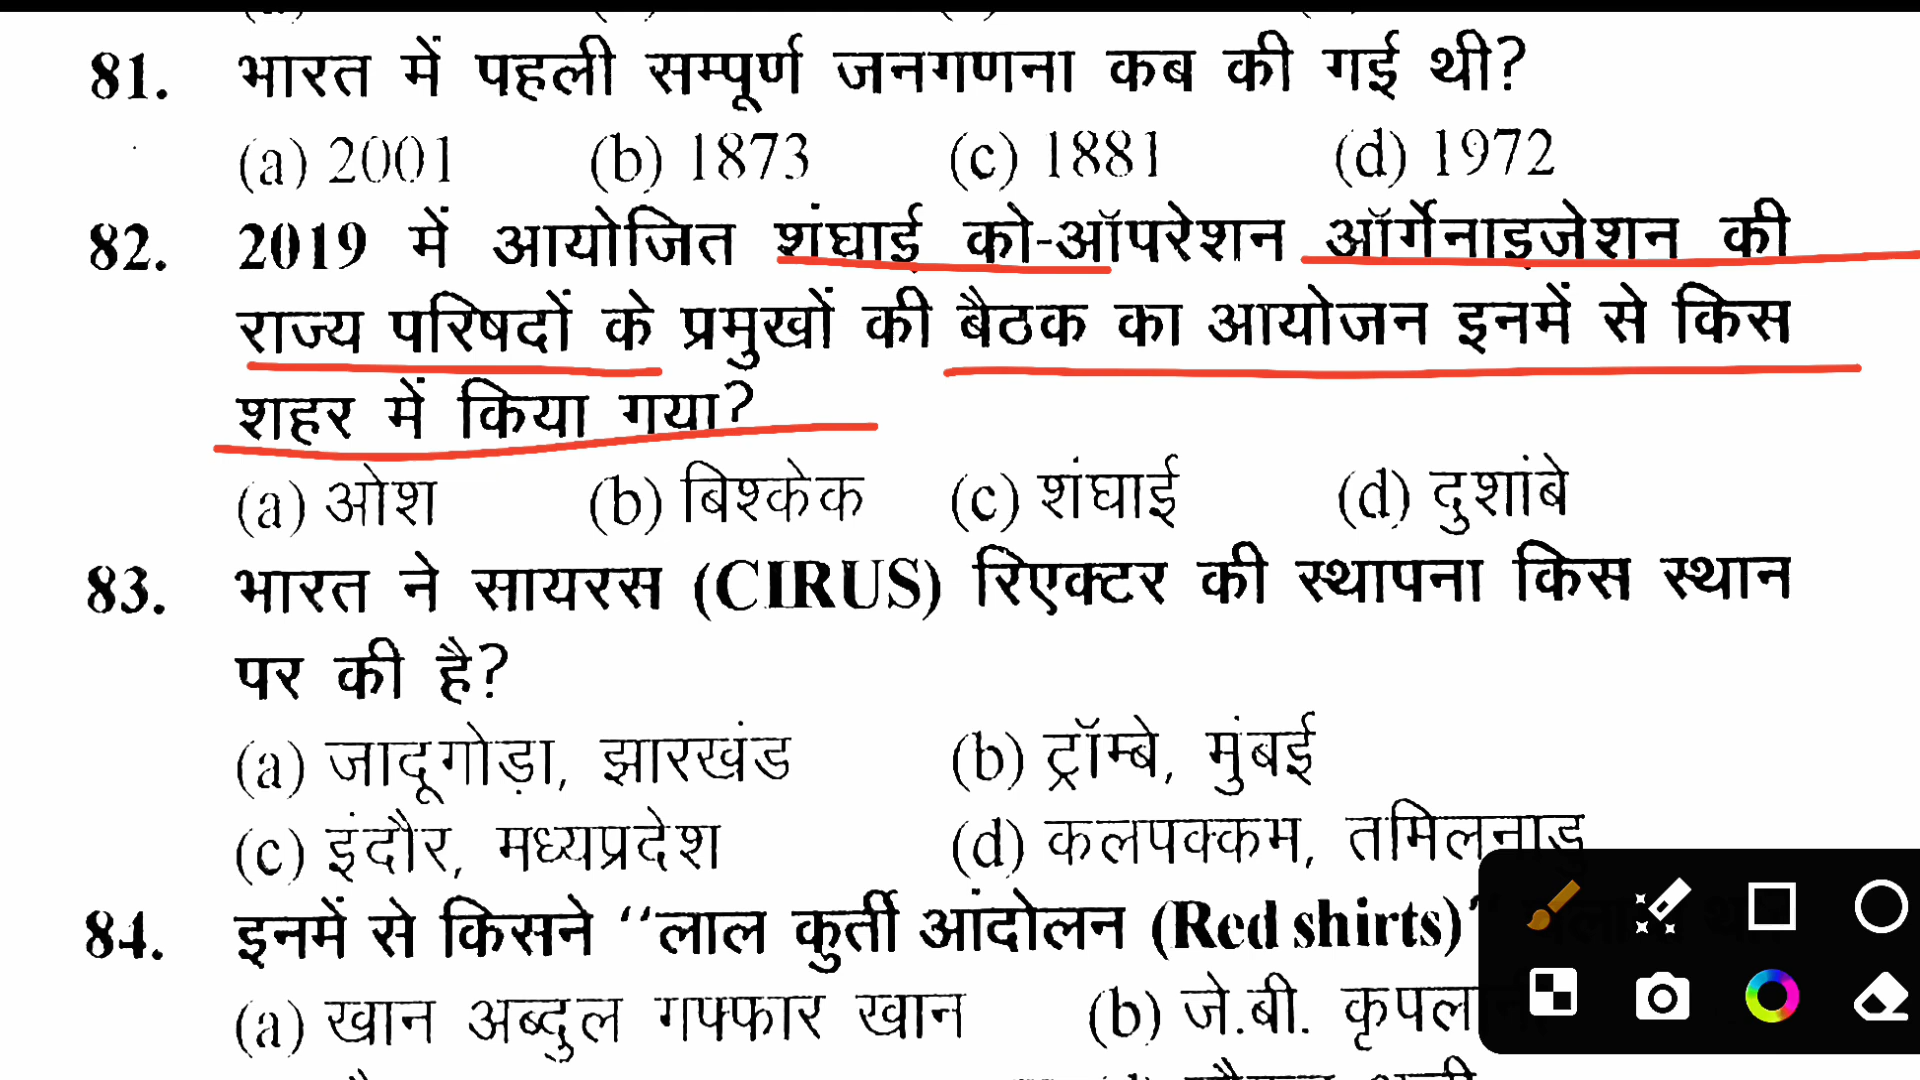 81. भारत में पहली सम्पूर्ण जनगणना कब की गई थी?
(a) 2001 (b) 1873 (c) 1881 (d) 1972
82. 2019 में आयोजित शंघाई को-ऑपरेशन ऑर्गेनाइजेशन की
राज्य परिषदों के प्रमुखों की बैठक का आयोजन इनमें से किस
शहर में किया गया?
(a) ओश (b) बिश्केक (c) शंघाई (d) दुशांबे
83. भारत ने सायरस (CIRUS) रिएक्टर की स्थापना किस स्थान
पर की है?
(a) जादूगोड़ा, झारखंड (b) ट्रॉम्बे, मुंबई
(c) इंदौर, मध्यप्रदेश (d) कलपक्कम, तमिलनाडु
84. इनमें से किसने ‘‘लाल कुर्ती आंदोलन (Red shirts)’’
(a) खान अब्दुल गफ्फार खान (b) जे.बी.